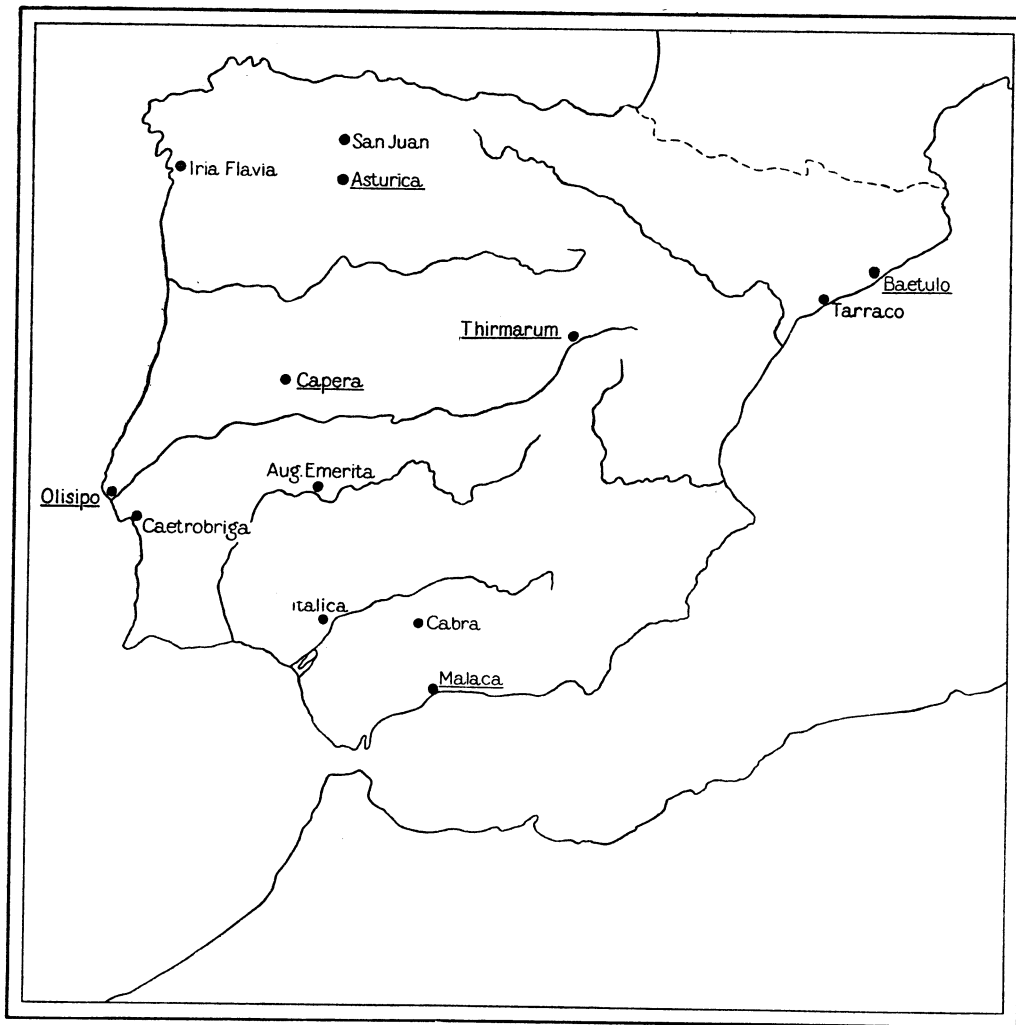 San Juan
Iria Flavia
Asturica
Baetulo
Tarraco
Thirmarum
Capera
Aug. Emerita
Olisipo
Caetrobriga
Italica
Cabra
Malaca